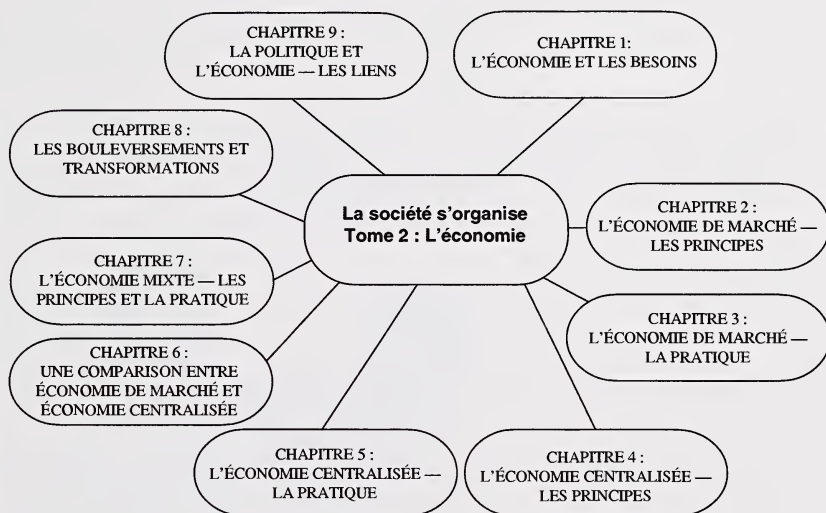 La société s'organise
Tome 2 : L'économie
CHAPITRE 1:
L'ÉCONOMIE ET LES BESOINS
CHAPITRE 2 :
L'ÉCONOMIE DE MARCHÉ —
LES PRINCIPES
CHAPITRE 3 :
L'ÉCONOMIE DE MARCHÉ —
LA PRATIQUE
CHAPITRE 4 :
L'ÉCONOMIE CENTRALISÉE —
LES PRINCIPES
CHAPITRE 5 :
L'ÉCONOMIE CENTRALISÉE —
LA PRATIQUE
CHAPITRE 6 :
UNE COMPARISON ENTRE
ÉCONOMIE DE MARCHÉ ET
ÉCONOMIE CENTRALISÉE
CHAPITRE 7 :
L'ÉCONOMIE MIXTE — LES
PRINCIPES ET LA PRATIQUE
CHAPITRE 8 :
LES BOULEVERSEMENTS ET
TRANSFORMATIONS
CHAPITRE 9 :
LA POLITIQUE ET
L'ÉCONOMIE — LES LIENS